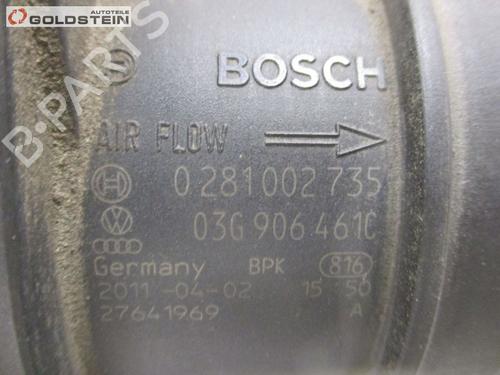 AUTOTEILE
GOLDSTEIN
B-PARTS
BOSCH
AIR FLOW
0 281 002 735
03G 906 461C
Germany BPK 816
2011-04-02 15 50
27641969 A